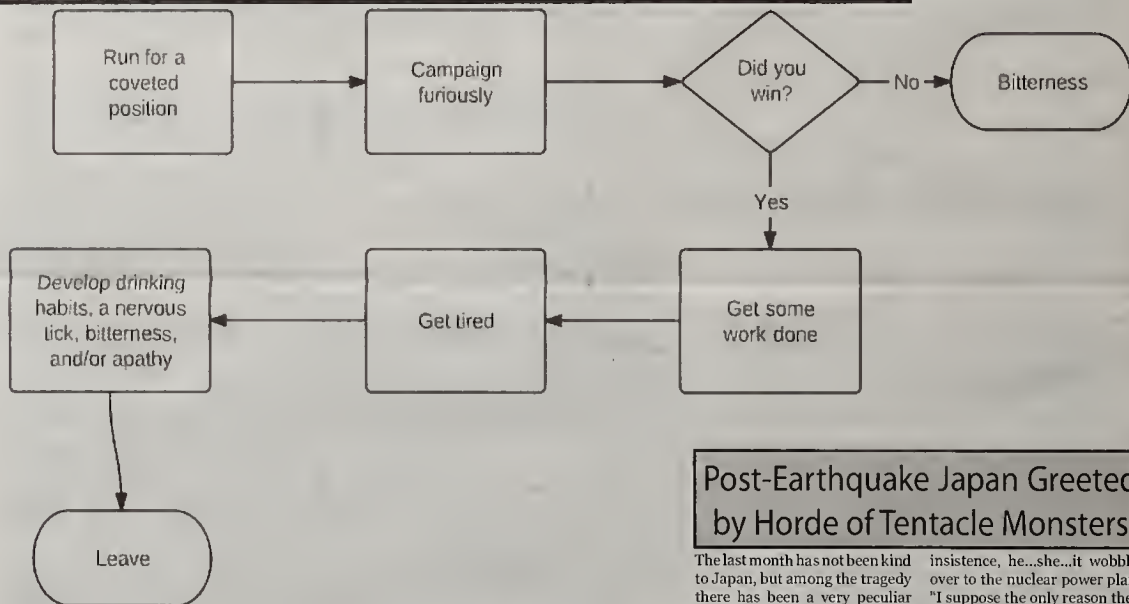 Run for a
coveted
position
Campaign
furiously
Did you
win?
No
Bitterness
Yes
Get some
work done
Get tired
Develop drinking
habits, a nervous
tick, bitterness,
and/or apathy
Leave
Post-Earthquake Japan Greeted
by Horde of Tentacle Monsters
The last month has not been kind
to Japan, but among the tragedy
there has been a very peculiar
insistence, he...she...it
over to the nuclear power
"I suppose the only reason